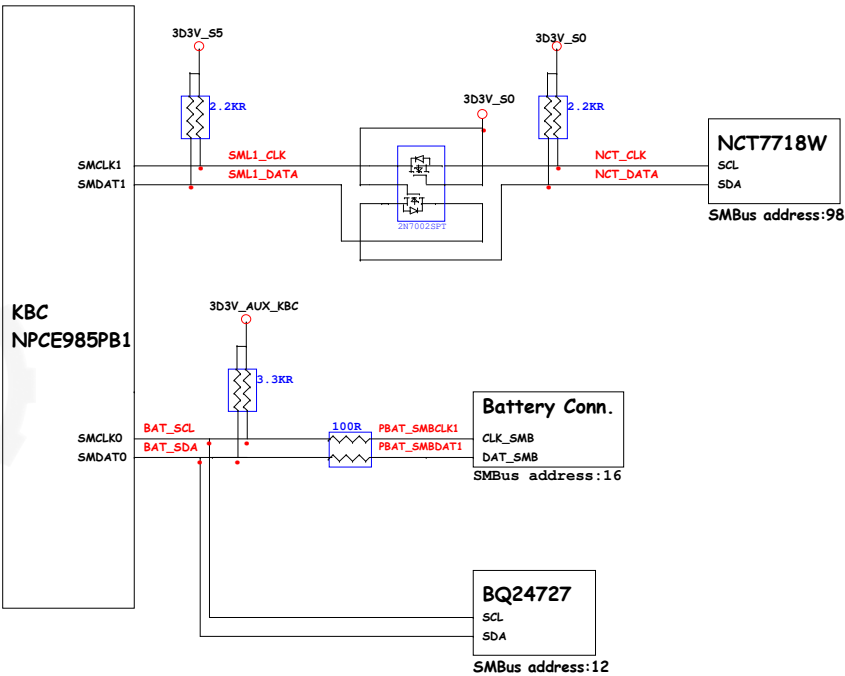 3D3V_S5
3D3V_S0
2.2KR
3D3V_S0
2.2KR
NCT7718W
SMCLK1
SML1_CLK
NCT_CLK
SCL
SMDAT1
SML1_DATA
NCT_DATA
SDA
SMBus address:98
2N7002SPT
KBC
NPCE985PB1
3D3V_AUX_KBC
3.3KR
Battery Conn.
BAT_SCL
100R
PBAT_SMBCLK1
SMCLK0
CLK_SMB
BAT_SDA
PBAT_SMBDAT1
SMDAT0
DAT_SMB
SMBus address:16
BQ24727
SCL
SDA
SMBus address:12